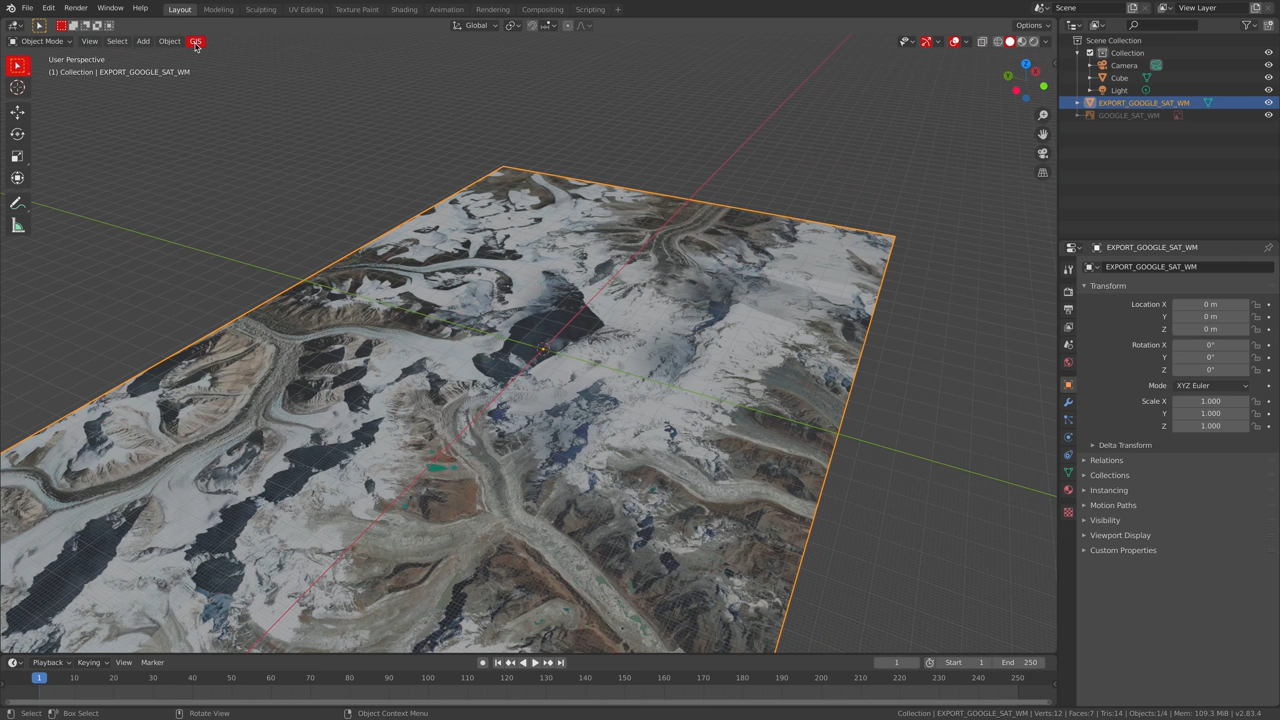 File Edit Render Window Help Layout Modeling Sculpting UV Editing Texture Paint Shading Animation Rendering Compositing Scripting Scene View Layer
Global Options
Object Mode View Select Add Object GIS
User Perspective
(1) Collection | EXPORT_GOOGLE_SAT_WM
Z
X
Y
Scene Collection
Collection
Camera
Cube
Light
EXPORT_GOOGLE_SAT_WM
GOOGLE_SAT_WM
EXPORT_GOOGLE_SAT_WM
EXPORT_GOOGLE_SAT_WM
Transform
Location X 0 m
Y 0 m
Z 0 m
Rotation X 0°
Y 0°
Z 0°
Mode XYZ Euler
Scale X 1.000
Y 1.000
Z 1.000
Delta Transform
Relations
Collections
Instancing
Motion Paths
Visibility
Viewport Display
Custom Properties
Playback Keying View Marker 1 Start 1 End 250
1 10 20 30 40 50 60 70 80 90 100 110 120 130 140 150 160 170 180 190 200 210 220 230 240 250
Select Box Select Rotate View Object Context Menu Collection | EXPORT_GOOGLE_SAT_WM | Verts:12 | Faces:7 | Tris:14 | Objects:1/4 | Mem: 109.3 MiB | v2.83.4